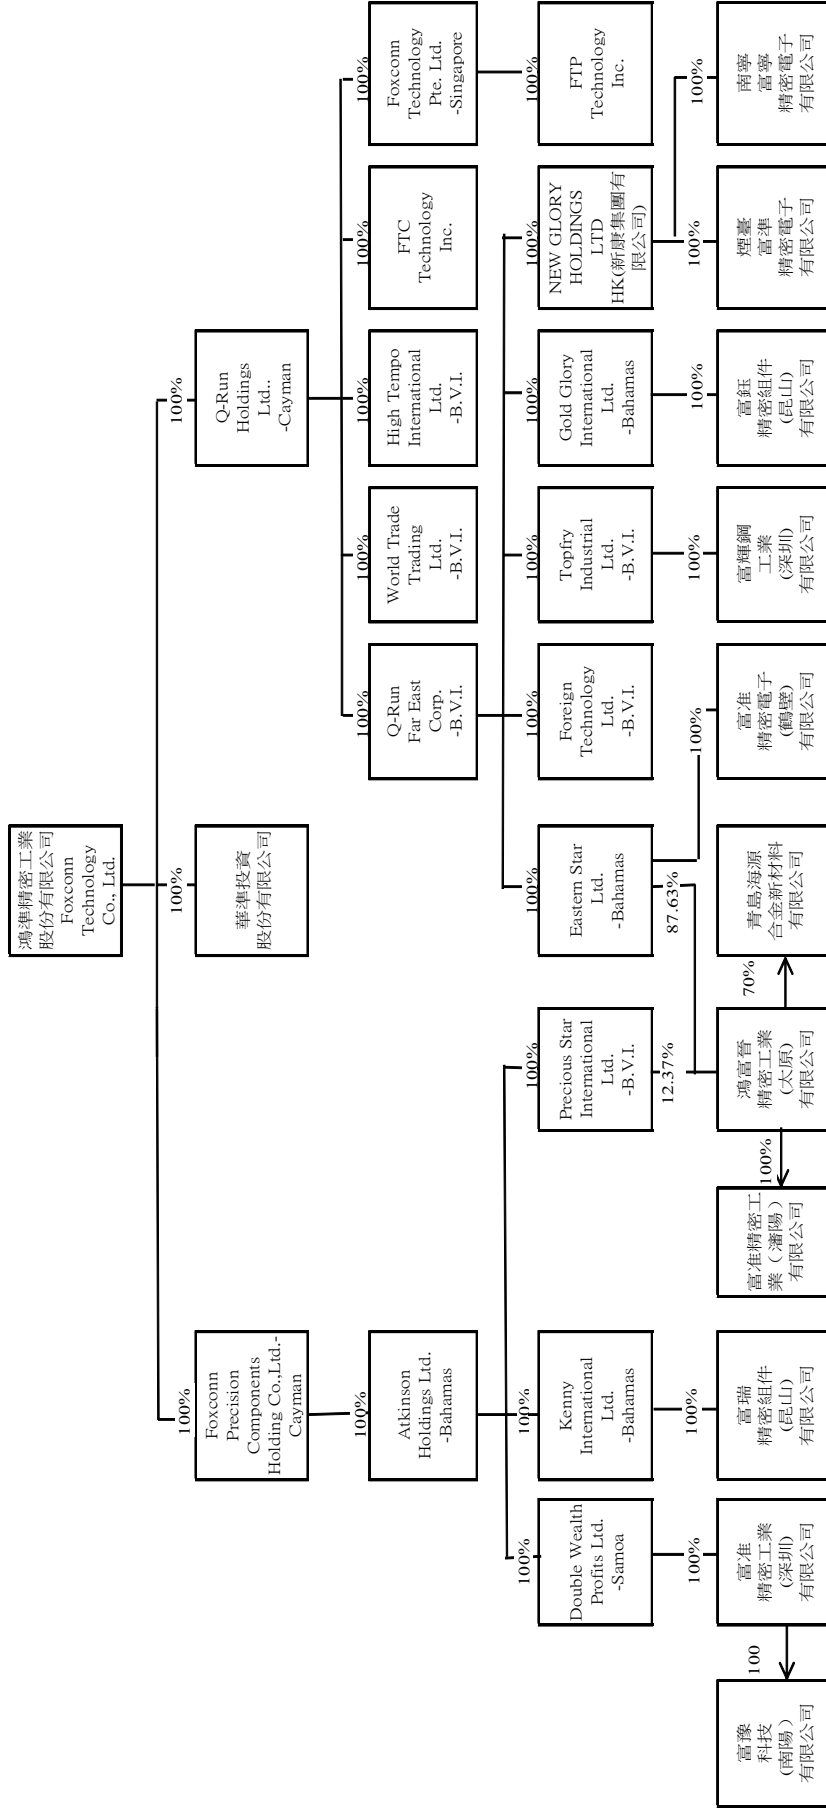 鴻準精密工業
股份有限公司
Foxconn
Technology
Co., Ltd.
100%
100%
100%
Foxconn
Precision
Components
Holding Co.,Ltd.-
Cayman
華準投資
股份有限公司
Q-Run
Holdings
Ltd..
-Cayman
100%
100%
100%
100%
100%
100%
Atkinson
Holdings Ltd.
-Bahamas
Q-Run
Far East
Corp.
-B.V.I.
World Trade
Trading
Ltd.
-B.V.I.
High Tempo
International
Ltd.
-B.V.I.
FTC
Technology
Inc.
Foxconn
Technology
Pte. Ltd.
-Singapore
100%
100%
100%
100%
100%
100%
100%
100%
100%
Double Wealth
Profits Ltd.
-Samoa
Kenny
International
Ltd.
-Bahamas
Precious Star
International
Ltd.
-B.V.I.
Eastern Star
Ltd.
-Bahamas
Foreign
Technology
Ltd.
-B.V.I.
Topfry
Industrial
Ltd.
-B.V.I.
Gold Glory
International
Ltd.
-Bahamas
NEW GLORY
HOLDINGS
LTD
HK(新康集團有
限公司)
FTP
Technology
Inc.
100%
100%
12.37%
87.63%
100%
100%
100%
100%
100%
100
100%
70%
富豫
科技
(南陽)
有限公司
富准
精密工業
(深圳)
有限公司
富瑞
精密組件
(昆山)
有限公司
富准精密工
業（瀋陽）
有限公司
鴻富晉
精密工業
(太原)
有限公司
青島海源
合金新材料
有限公司
富准
精密電子
(鶴壁)
有限公司
富輝鋼
工業
(深圳)
有限公司
富鈺
精密組件
(昆山)
有限公司
煙臺
富準
精密電子
有限公司
南寧
富寧
精密電子
有限公司